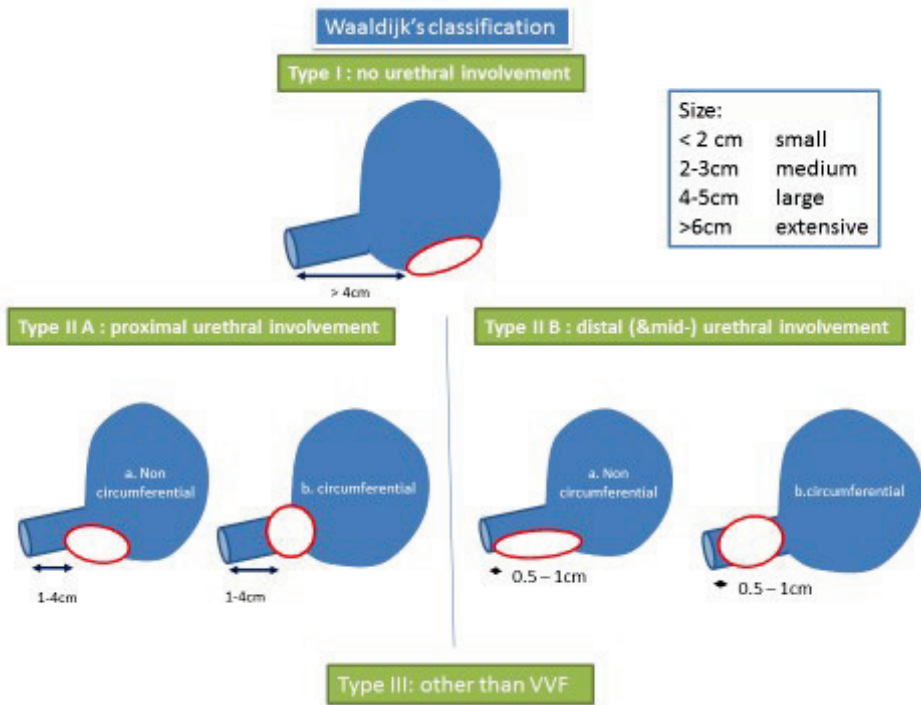 Waaldijk's classification
Type I : no urethral involvement
Size:
< 2 cm small
2-3cm medium
4-5cm large
>6cm extensive
> 4cm
Type II A : proximal urethral involvement
Type II B : distal (&mid-) urethral involvement
a. Non
circumferential
b. circumferential
a. Non
circumferential
b.circumferential
1-4cm
1-4cm
0.5 – 1cm
0.5 – 1cm
Type III: other than VVF